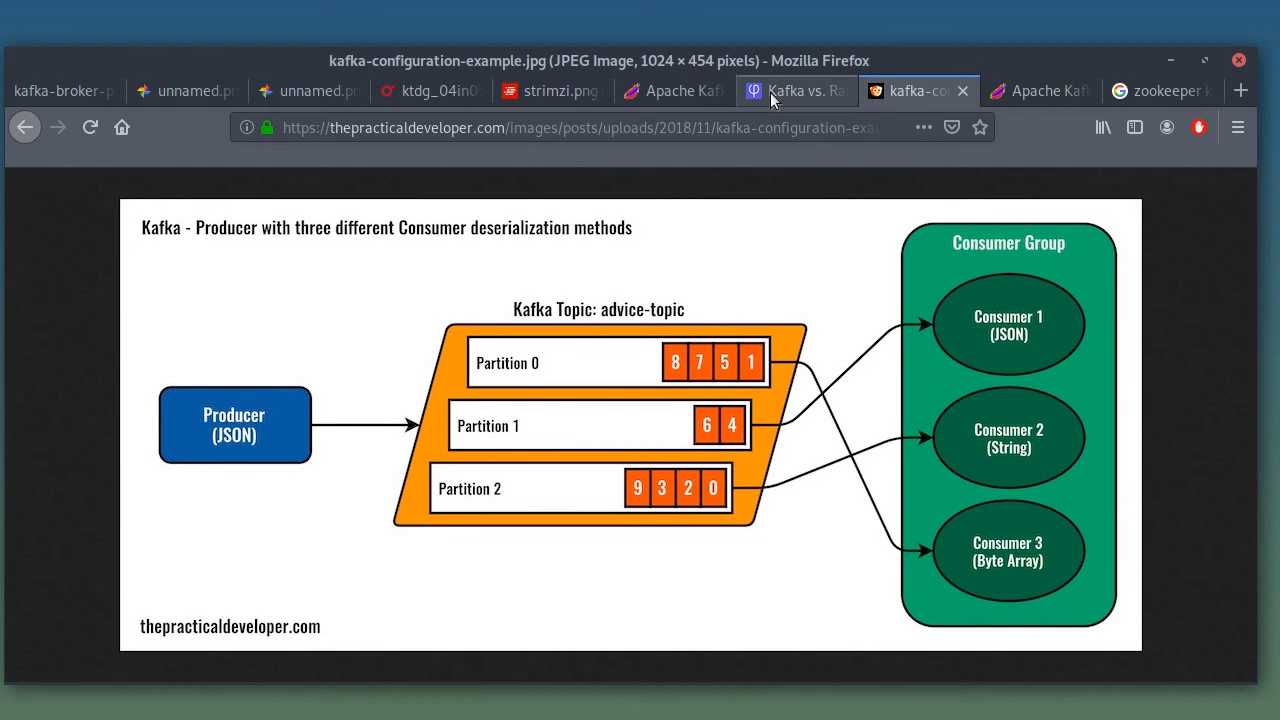 kafka-configuration-example.jpg (JPEG Image, 1024 × 454 pixels) - Mozilla Firefox
kafka-broker-p
unnamed.pn
unnamed.pn
ktdg_04in0
strimzi.png
Apache Kaf
Kafka vs. Ra
kafka-con
Apache Kaf
zookeeper k
https://thepracticaldeveloper.com/images/posts/uploads/2018/11/kafka-configuration-exa
Kafka - Producer with three different Consumer deserialization methods
Consumer Group
Kafka Topic: advice-topic
Producer
(JSON)
Partition 0
8 7 5 1
Partition 1
6 4
Partition 2
9 3 2 0
Consumer 1
(JSON)
Consumer 2
(String)
Consumer 3
(Byte Array)
thepracticaldeveloper.com